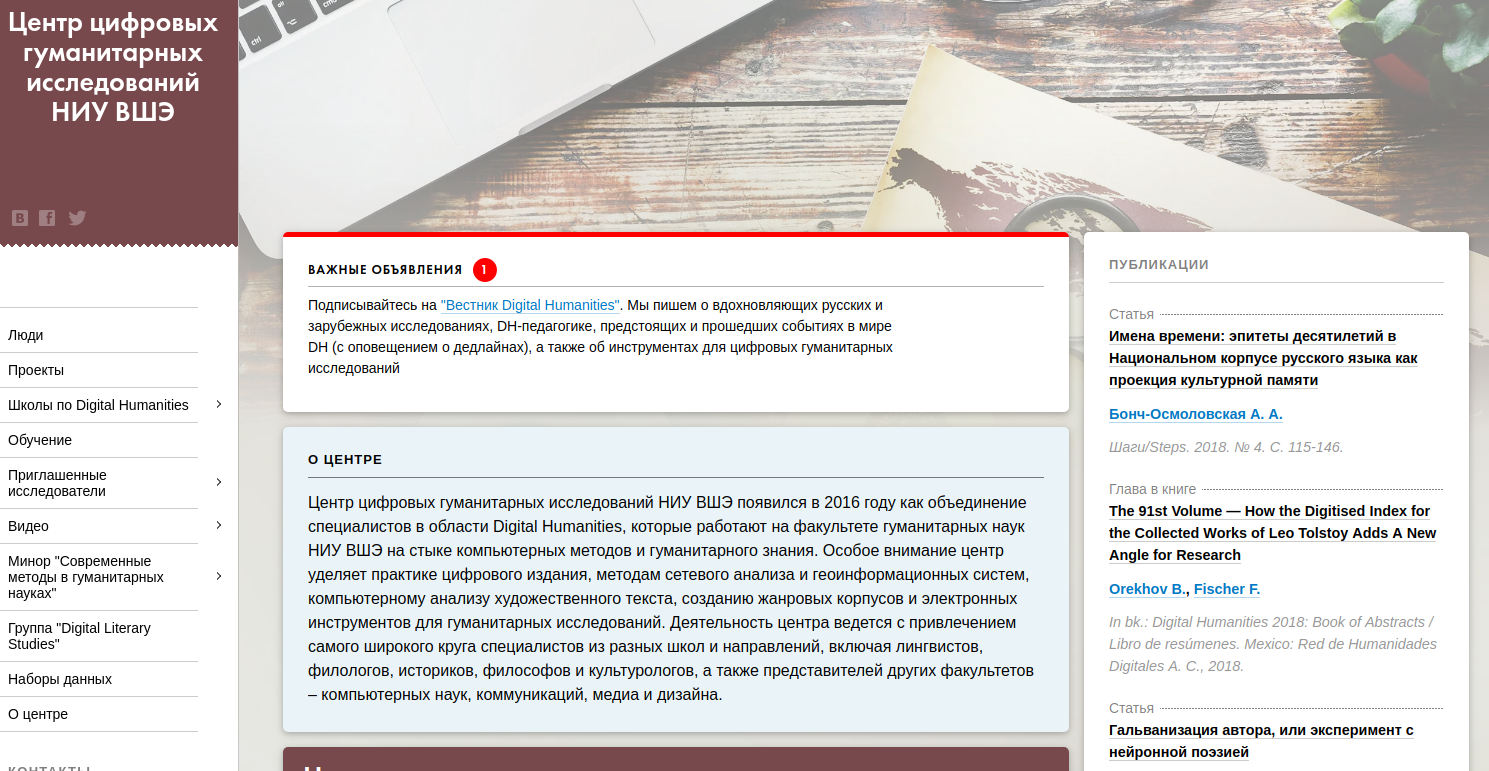 Центр цифровых
гуманитарных
исследований
НИУ ВШЭ
Люди
Проекты
Школы по Digital Humanities
Обучение
Приглашенные
исследователи
Видео
Минор "Современные
методы в гуманитарных
науках"
Группа "Digital Literary
Studies"
Наборы данных
О центре
КОНТАКТЫ
ctrl
ВАЖНЫЕ ОБЪЯВЛЕНИЯ 1
Подписывайтесь на "Вестник Digital Humanities". Мы пишем о вдохновляющих русских и
зарубежных исследованиях, DH-педагогике, предстоящих и прошедших событиях в мире
DH (с оповещением о дедлайнах), а также об инструментах для цифровых гуманитарных
исследований
О ЦЕНТРЕ
Центр цифровых гуманитарных исследований НИУ ВШЭ появился в 2016 году как объединение
специалистов в области Digital Humanities, которые работают на факультете гуманитарных наук
НИУ ВШЭ на стыке компьютерных методов и гуманитарного знания. Особое внимание центр
уделяет практике цифрового издания, методам сетевого анализа и геоинформационных систем,
компьютерному анализу художественного текста, созданию жанровых корпусов и электронных
инструментов для гуманитарных исследований. Деятельность центра ведется с привлечением
самого широкого круга специалистов из разных школ и направлений, включая лингвистов,
филологов, историков, философов и культурологов, а также представителей других факультетов
– компьютерных наук, коммуникаций, медиа и дизайна.
ПУБЛИКАЦИИ
Статья
Имена времени: эпитеты десятилетий в
Национальном корпусе русского языка как
проекция культурной памяти
Бонч-Осмоловская А. А.
Шаги/Steps. 2018. № 4. С. 115-146.
Глава в книге
The 91st Volume — How the Digitised Index for
the Collected Works of Leo Tolstoy Adds A New
Angle for Research
Orekhov B., Fischer F.
In bk.: Digital Humanities 2018: Book of Abstracts /
Libro de resúmenes. Mexico: Red de Humanidades
Digitales A. C., 2018.
Статья
Гальванизация автора, или эксперимент с
нейронной поэзией